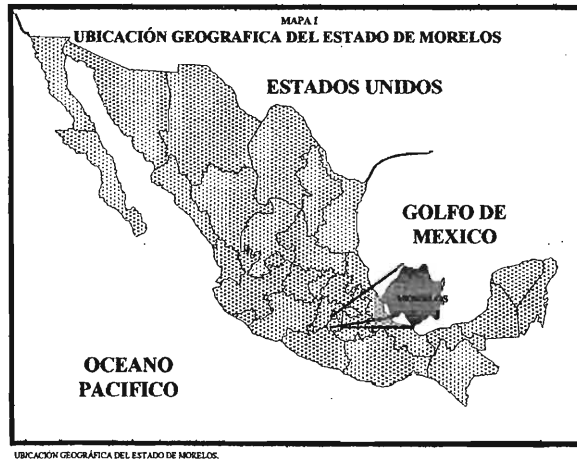 MAPA I
UBICACIÓN GEOGRAFICA DEL ESTADO DE MORELOS
ESTADOS UNIDOS
GOLFO DE
MEXICO
MORELOS
OCEANO
PACIFICO
UBICACIÓN GEOGRÁFICA DEL ESTADO DE MORELOS.